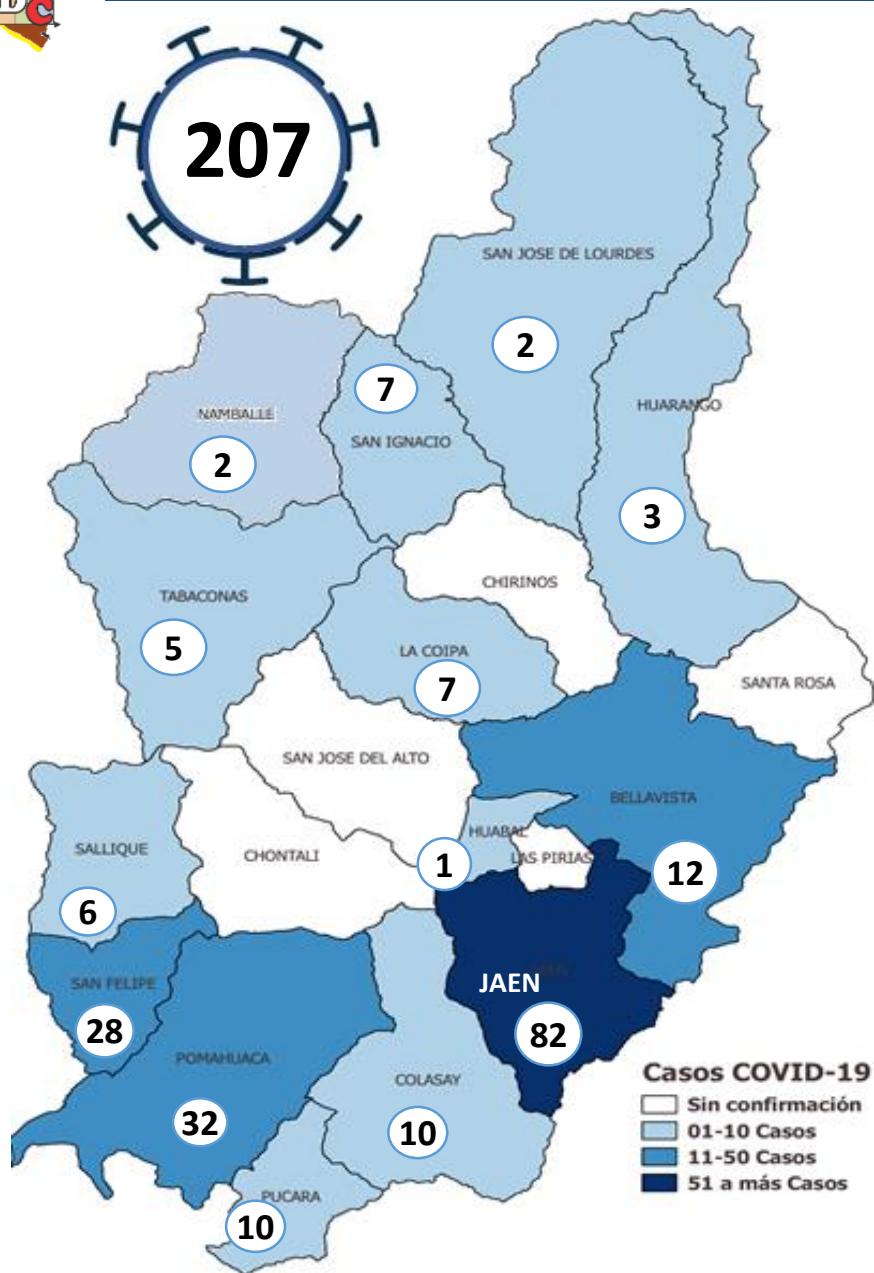 207
SAN JOSE DE LOURDES
2
7
HUARANGO
NAMBALLE
SAN IGNACIO
2
3
CHIRINOS
TABACONAS
5
LA COIPA
7
SANTA ROSA
SAN JOSE DEL ALTO
BELLAVISTA
HUABAL
SALLIQUE
CHONTALI
LAS PIRIAS
1
12
6
SAN FELIPE
JAEN
28
82
POMAHUACA
COLASAY
32
10
PUCARA
10
Casos COVID-19
Sin confirmación
01-10 Casos
11-50 Casos
51 a más Casos